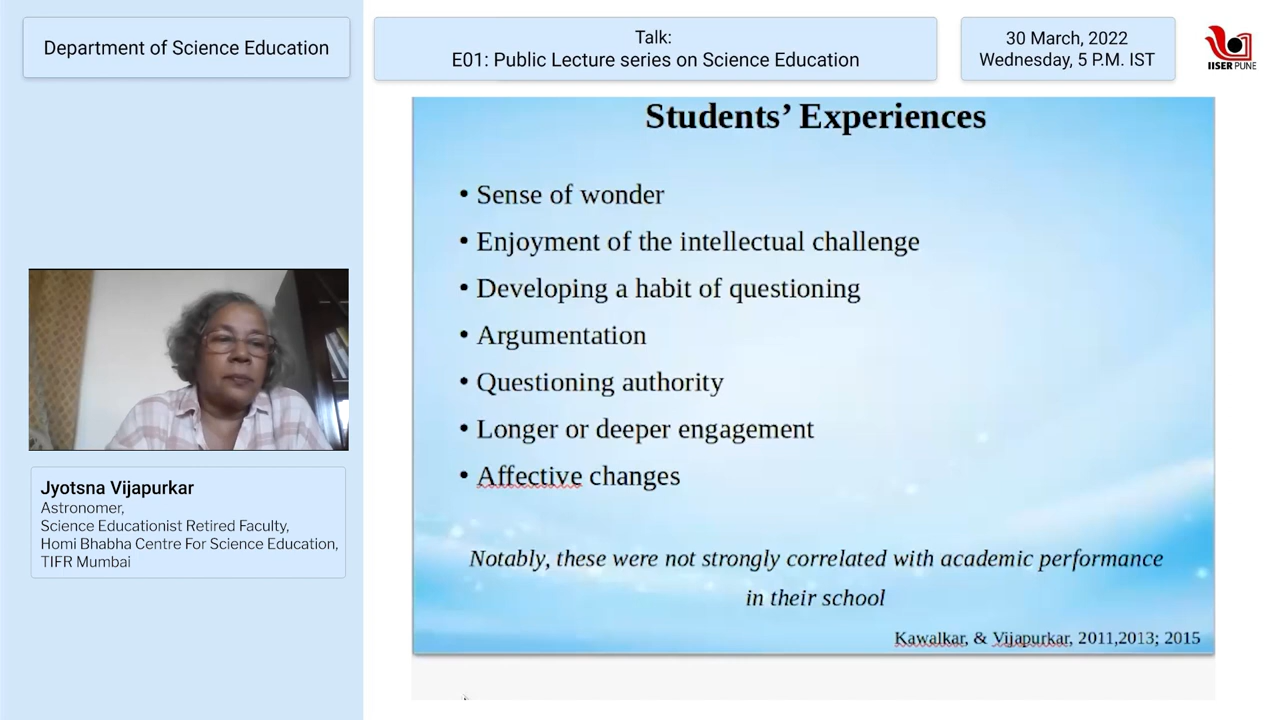 Department of Science Education
Talk:
E01: Public Lecture series on Science Education
30 March, 2022
Wednesday, 5 P.M. IST
IISER PUNE
Students’ Experiences
• Sense of wonder
• Enjoyment of the intellectual challenge
• Developing a habit of questioning
• Argumentation
• Questioning authority
• Longer or deeper engagement
• Affective changes
Notably, these were not strongly correlated with academic performance
in their school
Kawalkar, & Vijapurkar, 2011,2013; 2015
Jyotsna Vijapurkar
Astronomer,
Science Educationist Retired Faculty,
Homi Bhabha Centre For Science Education,
TIFR Mumbai